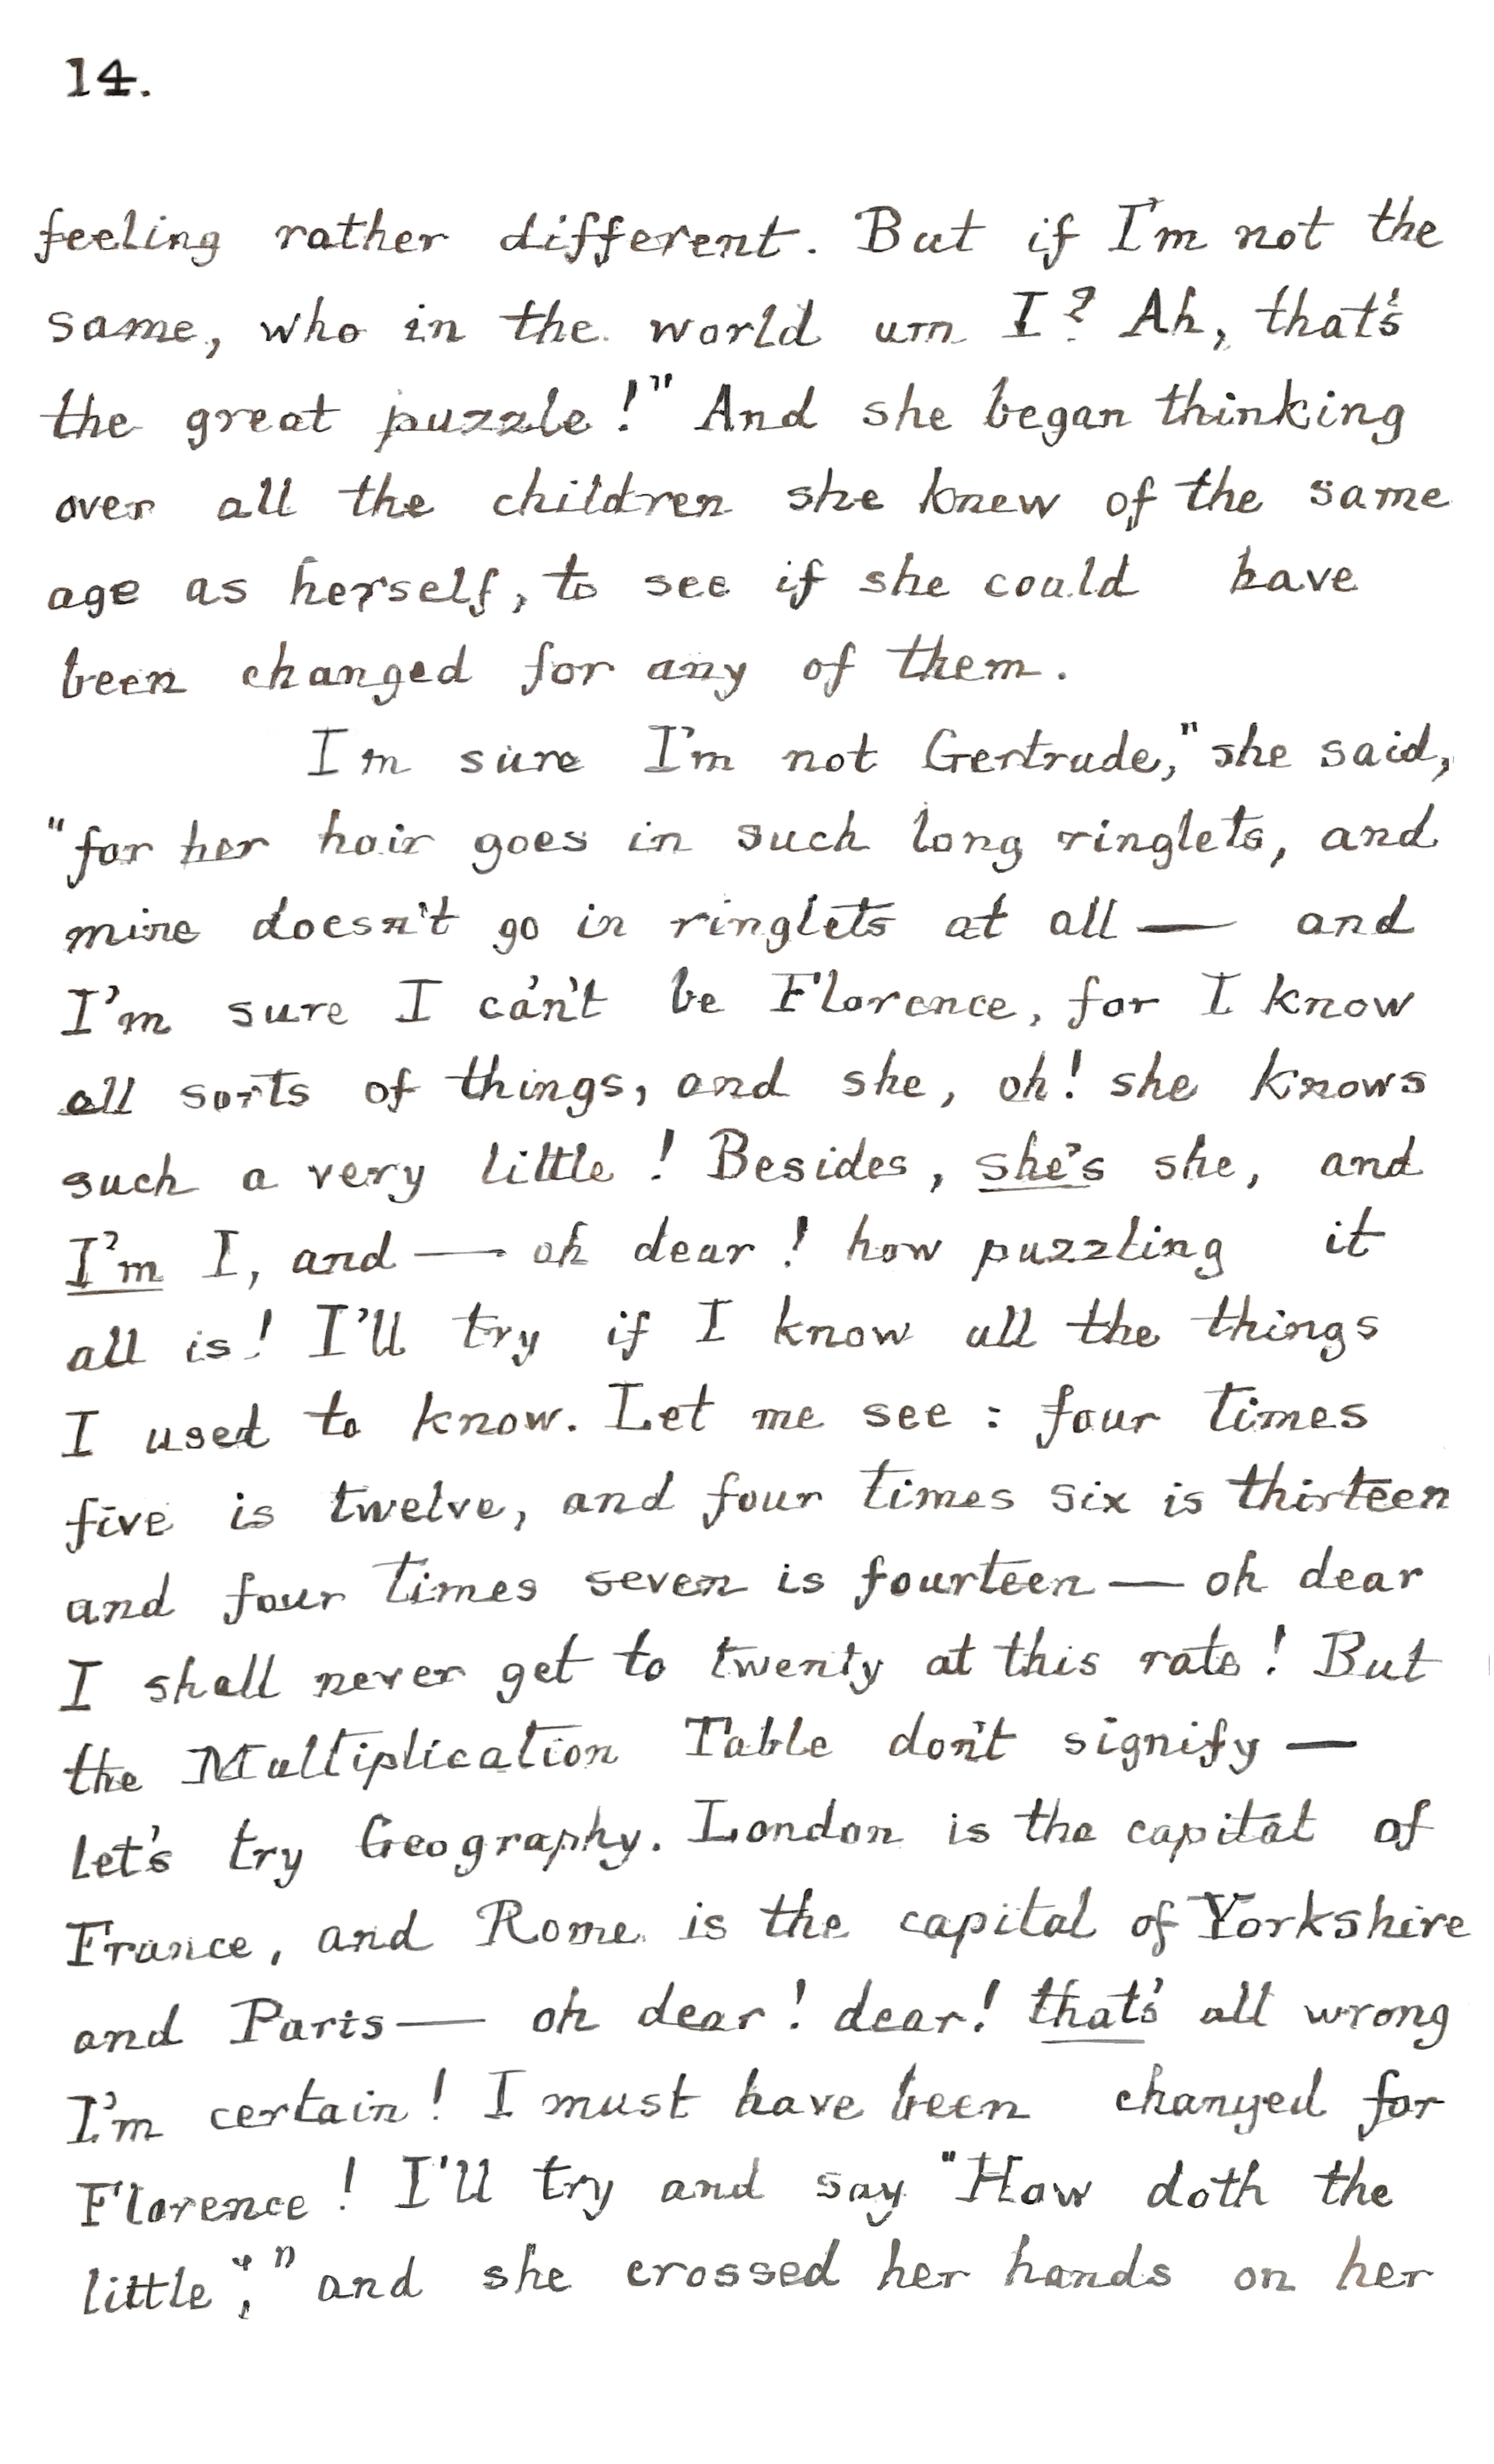 14.
feeling rather different. But if I'm not the
same, who in the world am I? Ah, that's
the great puzzle!" And she began thinking
over all the children she knew of the same
age as herself, to see if she could have
been changed for any of them.
Im sure I'm not Gertrude," she said,
"for her hair goes in such long ringlets, and
mine doesn't go in ringlets at all — and
I'm sure I ca'n't be Florence, for I know
all sorts of things, and she, oh! she knows
such a very little! Besides, she's she, and
I'm I, and — oh dear! how puzzling it
all is! I'll try if I know all the things
I used to know. Let me see: four times
five is twelve, and four times six is thirteen
and four times seven is fourteen — oh dear
I shall never get to twenty at this rate! But
the Multiplication Table don't signify —
let's try Geography. London is the capital of
France, and Rome is the capital of Yorkshire
and Paris — oh dear! dear! that's all wrong
I'm certain! I must have been changed for
Florence! I'll try and say "How doth the
little"," and she crossed her hands on her